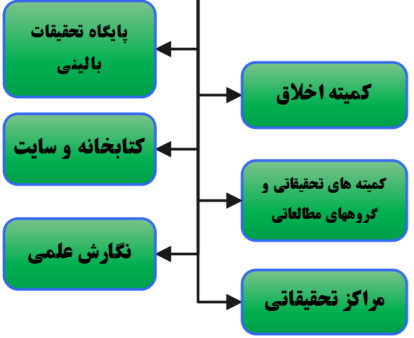 پایگاه تحقیقات
بالینی
کمیته اخلاق
کتابخانه و سایت
کمیته های تحقیقاتی و
گروههای مطالعاتی
نگارش علمی
مراکز تحقیقاتی